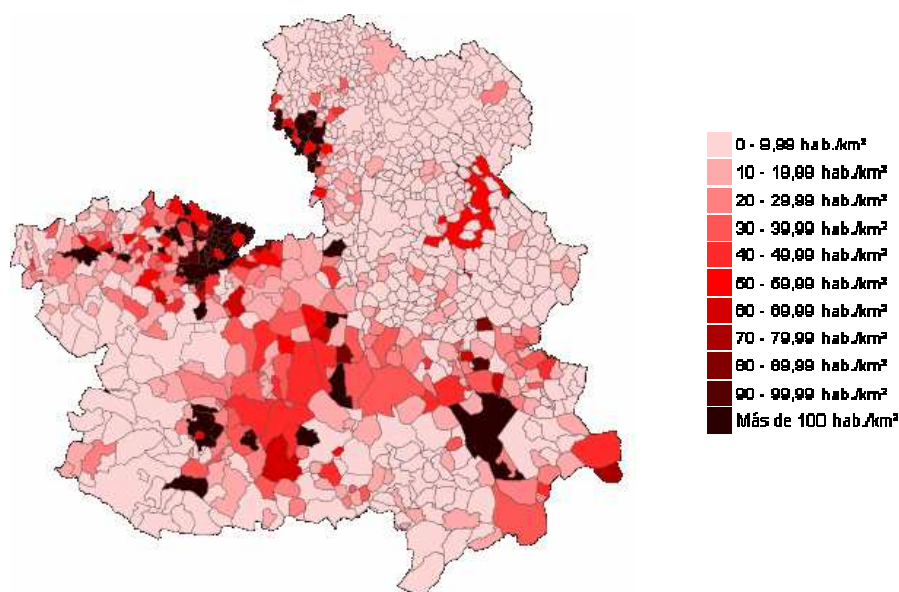 0 - 9,99 hab./km²
10 - 19,99 hab./km²
20 - 29,99 hab./km²
30 - 39,99 hab./km²
40 - 49,99 hab./km²
50 - 59,99 hab./km²
60 - 69,99 hab./km²
70 - 79,99 hab./km²
80 - 89,99 hab./km²
90 - 99,99 hab./km²
Más de 100 hab./km²